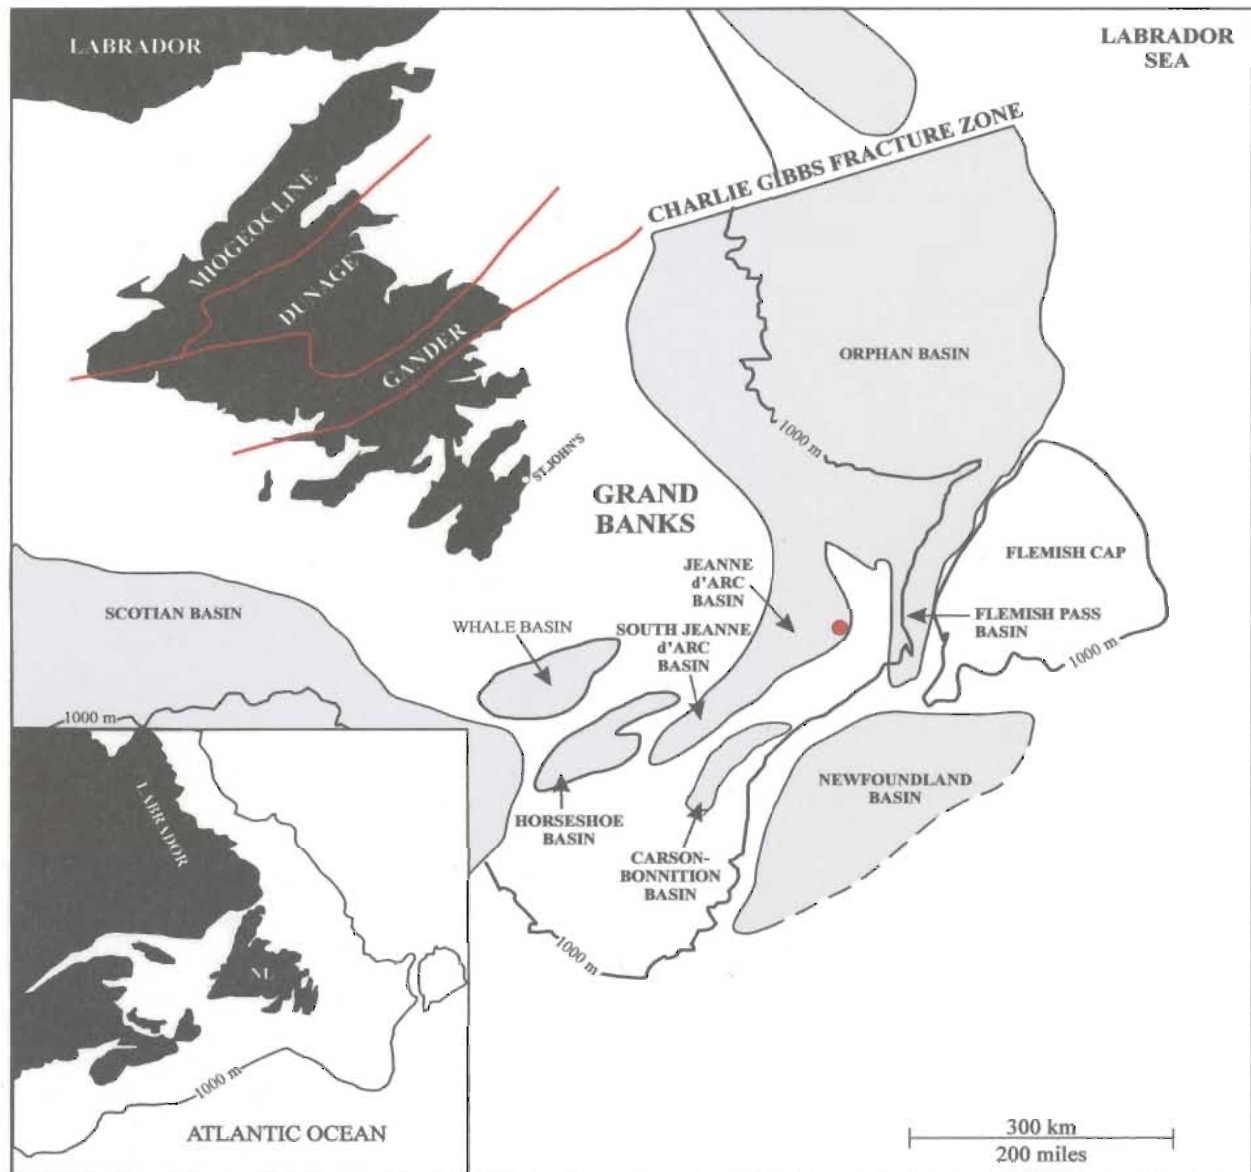 LABRADOR
LABRADOR
SEA
CHARLIE GIBBS FRACTURE ZONE
MIOGEOCLINE
DUNAGE
GANDER
ORPHAN BASIN
1000 m
ST.JOHN'S
GRAND
BANKS
FLEMISH CAP
JEANNE
d'ARC
BASIN
SCOTIAN BASIN
WHALE BASIN
SOUTH JEANNE
d'ARC
BASIN
FLEMISH PASS
BASIN
1000 m
1000 m
NEWFOUNDLAND
BASIN
HORSESHOE
BASIN
CARSON-
BONNITION
BASIN
1000 m
LABRADOR
NL
1000 m
ATLANTIC OCEAN
300 km
200 miles